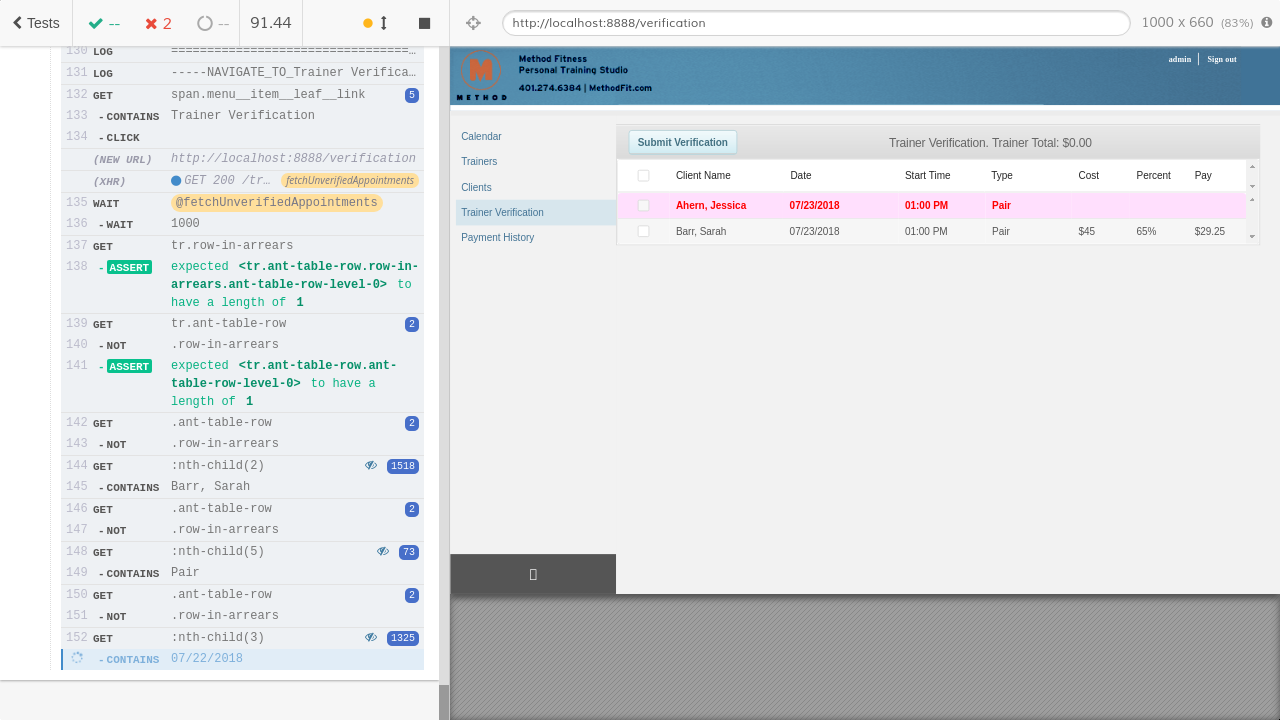 Tests
--
2
--
91.44
http://localhost:8888/verification
1000 x 660 (83%)
130 LOG ================================…
131 LOG -----NAVIGATE_TO_Trainer Verifica…
132 GET span.menu__item__leaf__link 5
133 -CONTAINS Trainer Verification
134 -CLICK
(NEW URL) http://localhost:8888/verification
(XHR) GET 200 /tr… fetchUnverifiedAppointments
135 WAIT @fetchUnverifiedAppointments
136 -WAIT 1000
137 GET tr.row-in-arrears
138 -ASSERT expected <tr.ant-table-row.row-in-
arrears.ant-table-row-level-0> to
have a length of 1
139 GET tr.ant-table-row 2
140 -NOT .row-in-arrears
141 -ASSERT expected <tr.ant-table-row.ant-
table-row-level-0> to have a
length of 1
142 GET .ant-table-row 2
143 -NOT .row-in-arrears
144 GET :nth-child(2) 1518
145 -CONTAINS Barr, Sarah
146 GET .ant-table-row 2
147 -NOT .row-in-arrears
148 GET :nth-child(5) 73
149 -CONTAINS Pair
150 GET .ant-table-row 2
151 -NOT .row-in-arrears
152 GET :nth-child(3) 1325
-CONTAINS 07/22/2018
METHOD
Method Fitness
Personal Training Studio
401.274.6384 | MethodFit.com
admin
Sign out
Calendar
Trainers
Clients
Trainer Verification
Payment History
Submit Verification
Trainer Verification. Trainer Total: $0.00
Client Name Date Start Time Type Cost Percent Pay
Ahern, Jessica 07/23/2018 01:00 PM Pair
Barr, Sarah 07/23/2018 01:00 PM Pair $45 65% $29.25